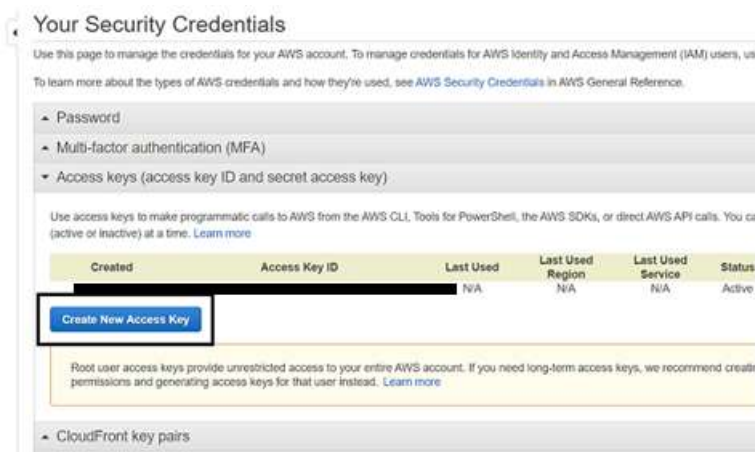 Your Security Credentials
Use this page to manage the credentials for your AWS account. To manage credentials for AWS Identity and Access Management (IAM) users, us
To learn more about the types of AWS credentials and how they're used, see AWS Security Credentials in AWS General Reference.
Password
Multi-factor authentication (MFA)
Access keys (access key ID and secret access key)
Use access keys to make programmatic calls to AWS from the AWS CLI, Tools for PowerShell, the AWS SDKs, or direct AWS API calls. You ca
(active or inactive) at a time. Learn more
Created Access Key ID Last Used Last Used Region Last Used Service Status
N/A N/A N/A Active
Create New Access Key
Root user access keys provide unrestricted access to your entire AWS account. If you need long-term access keys, we recommend creatin
permissions and generating access keys for that user instead. Learn more
CloudFront key pairs